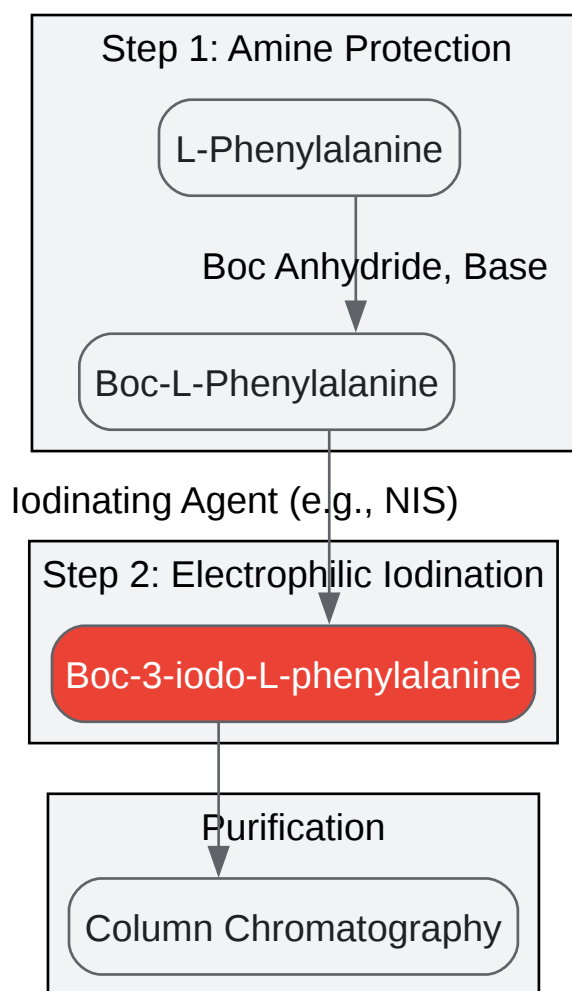 Step 1: Amine Protection
L-Phenylalanine
Boc Anhydride, Base
Boc-L-Phenylalanine
Iodinating Agent (e.g., NIS)
Step 2: Electrophilic Iodination
Boc-3-iodo-L-phenylalanine
Purification
Column Chromatography